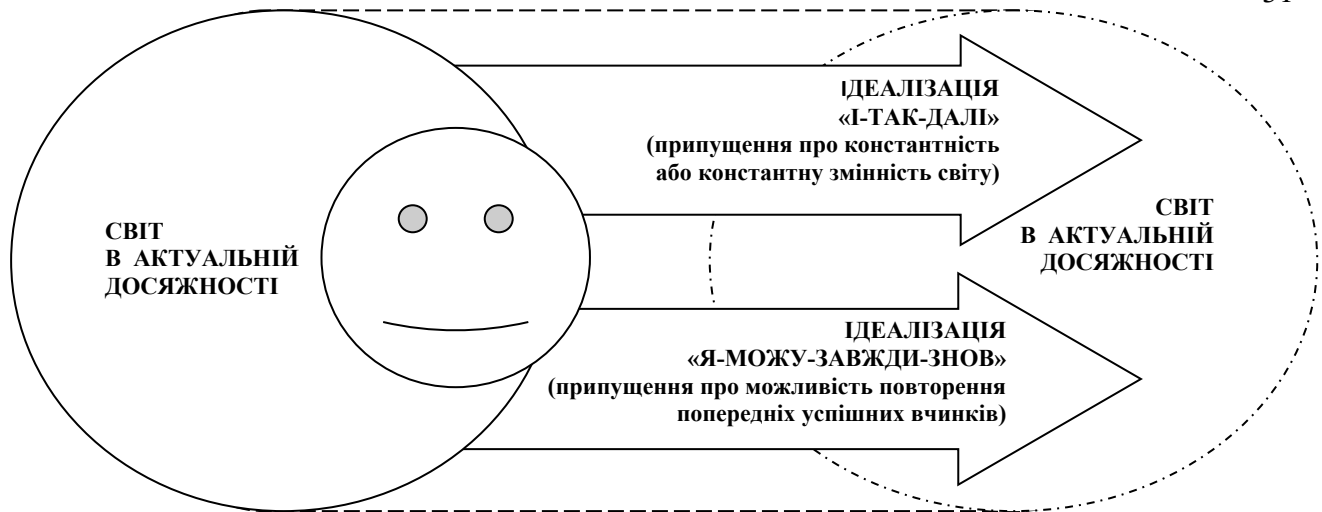 СВІТ
В АКТУАЛЬНІЙ
ДОСЯЖНОСТІ
ІДЕАЛІЗАЦІЯ
«І-ТАК-ДАЛІ»
(припущення про константність
або константну змінність світу)
СВІТ
В АКТУАЛЬНІЙ
ДОСЯЖНОСТІ
ІДЕАЛІЗАЦІЯ
«Я-МОЖУ-ЗАВЖДИ-ЗНОВ»
(припущення про можливість повторення
попередніх успішних вчинків)